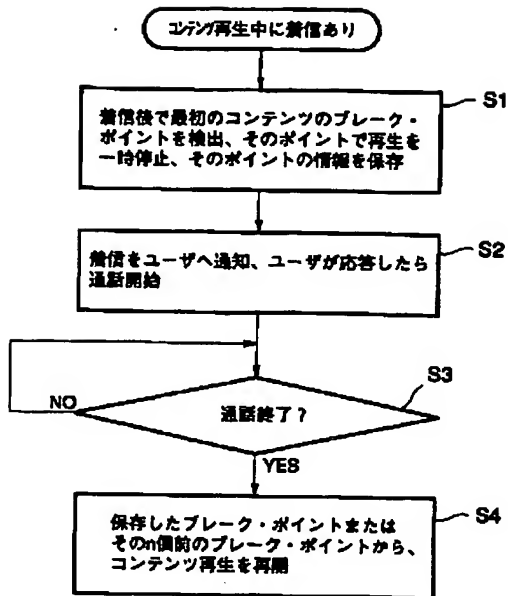 コンテンツ再生中に着信あり
S1
着信後で最初のコンテンツのブレーク・
ポイントを検出、そのポイントで再生を
一時停止、そのポイントの情報を保存
S2
着信をユーザへ通知、ユーザが応答したら
通話開始
S3
NO
通話終了?
YES
S4
保存したブレーク・ポイントまたは
そのn個前のブレーク・ポイントから、
コンテンツ再生を再開